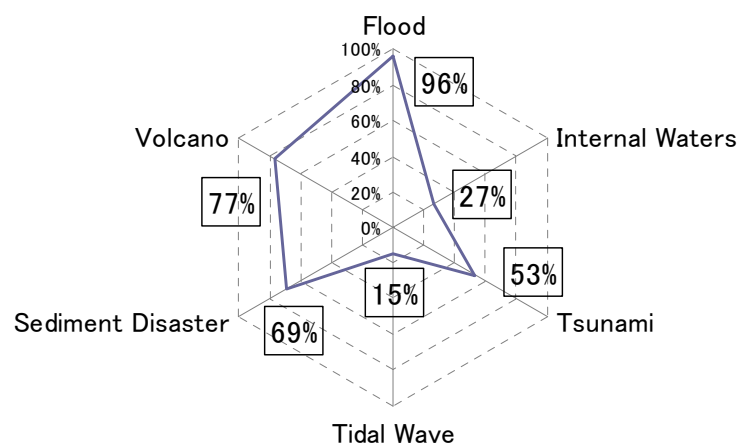 Flood
100%
96%
80%
60%
Volcano
Internal Waters
40%
77%
20%
27%
0%
53%
15%
Sediment Disaster
69%
Tsunami
Tidal Wave